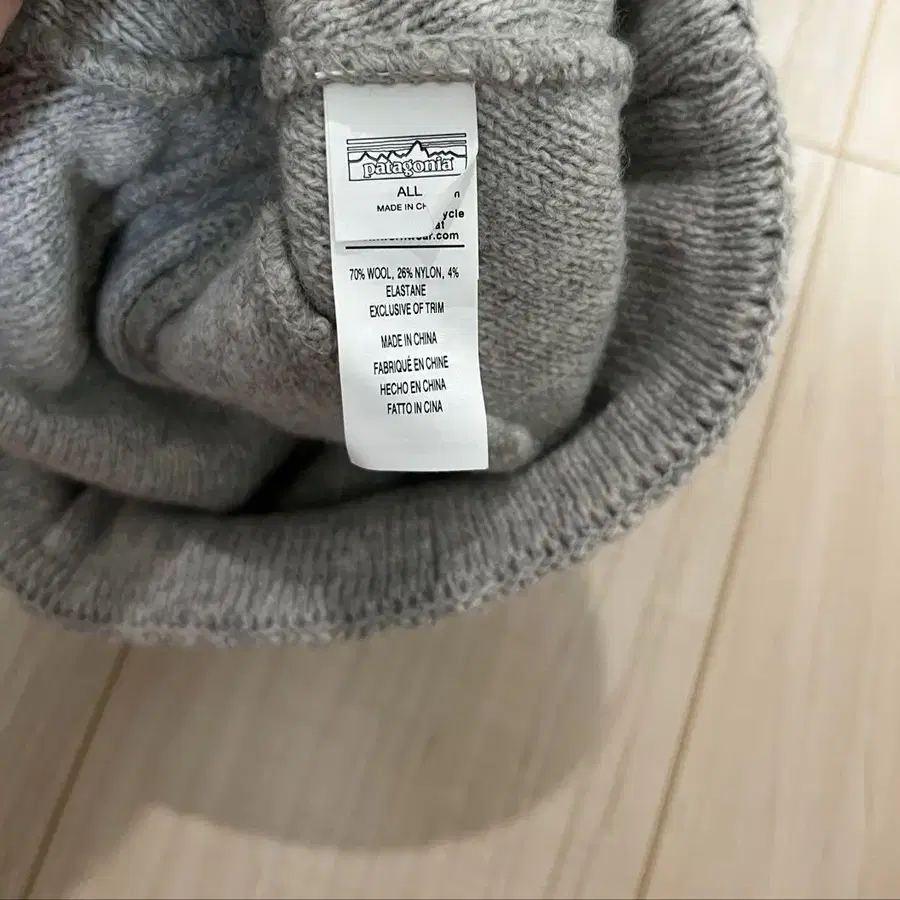 patagonia
ALL
MADE IN
70% WOOL, 26% NYLON, 4%
ELASTANE
EXCLUSIVE OF TRIM
MADE IN CHINA
FABRIQUÉ EN CHINE
HECHO EN CHINA
FATTO IN CINA